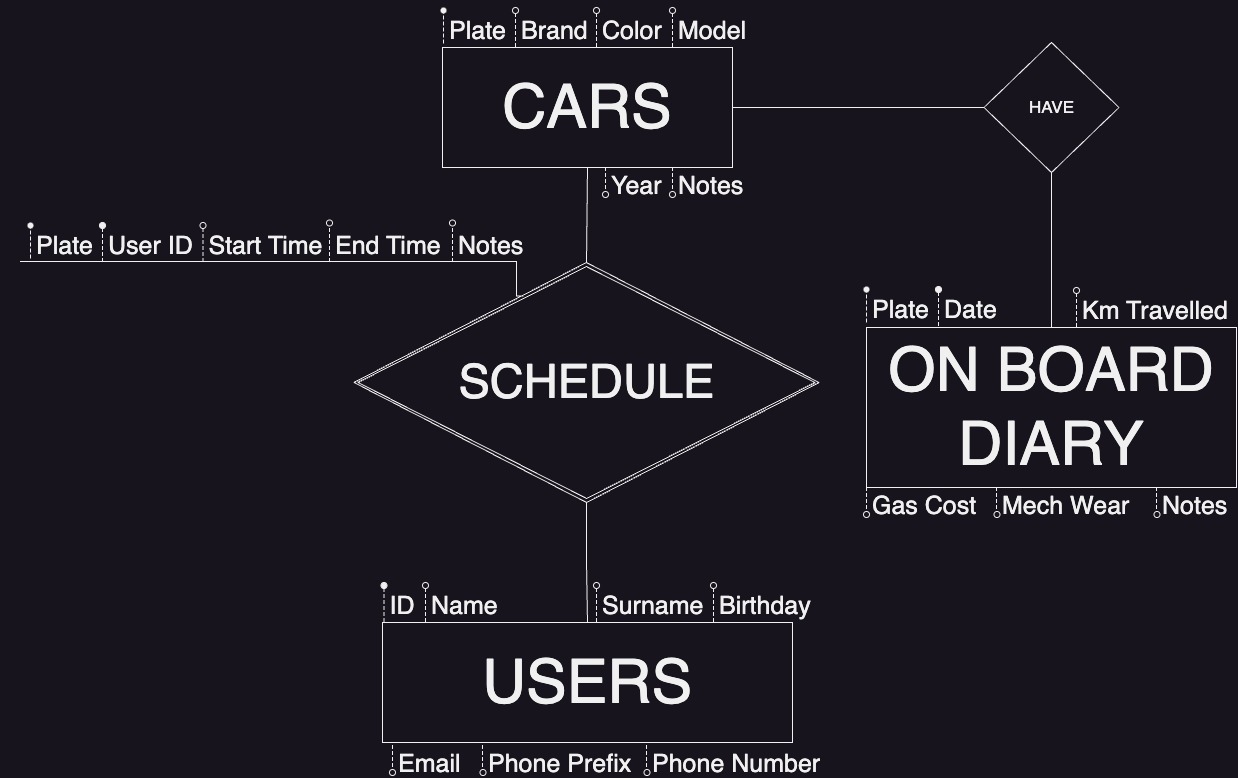 Plate Brand Color Model
CARS
HAVE
Year Notes
Plate User ID Start Time End Time Notes
SCHEDULE
Plate Date Km Travelled
ON BOARD
DIARY
Gas Cost Mech Wear Notes
ID Name Surname Birthday
USERS
Email Phone Prefix Phone Number